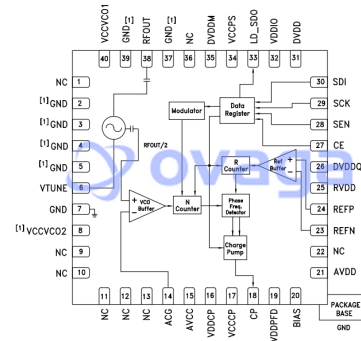 VCCVCO1
GND[1]
RFOUT
GND[1]
NC
DVDDM
VCCPS
LD_SDO
VDDIO
DVDD
40 39 38 37 36 35 34 33 32 31
NC 1
[1]GND 2
[1]GND 3
[1]GND 4
[1]GND 5
VTUNE 6
GND 7
[1]VCCVCO2 8
NC 9
NC 10
30 SDI
29 SCK
28 SEN
27 CE
26 DVDDQ
25 RVDD
24 REFP
23 REFN
22 NC
21 AVDD
Modulator
Data Register
RFOUT/2
R Counter
Ref Buffer
+
−
ovaga
+
−
VCO Buffer
N Counter
Phase Freq. Detector
Charge Pump
11 12 13 14 15 16 17 18 19 20
NC
NC
NC
ACG
AVCC
VDDCP
VCCCP
CP
VDDPFD
BIAS
PACKAGE
BASE
GND